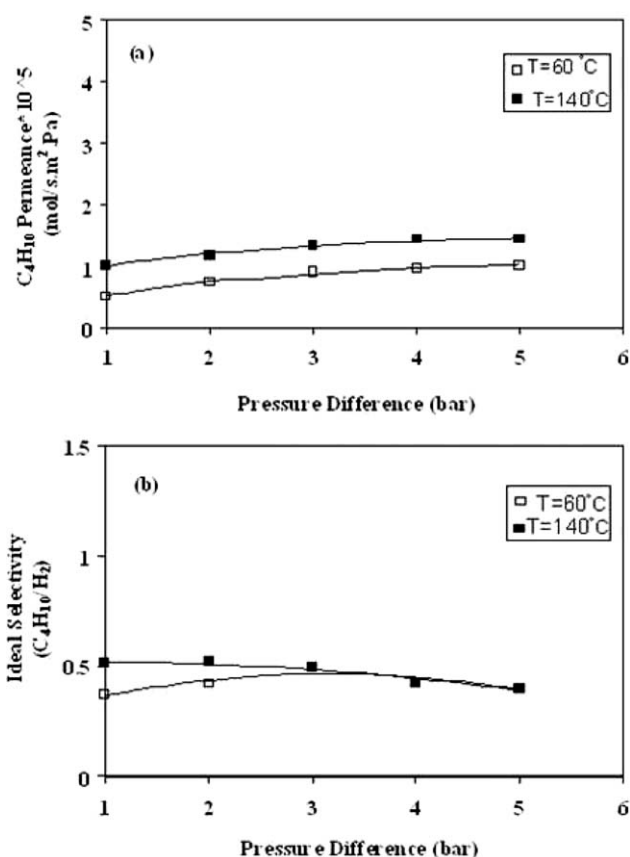 (a)
T=60 °C
T=140°C
C₄H₁₀ Permeance*10^5
(mol/s.m² Pa)
5
4
3
2
1
0
1 2 3 4 5 6
Pressure Difference (bar)
(b)
T=60°C
T=140°C
Ideal Selectivity
(C₄H₁₀/H₂)
1.5
1
0.5
0
1 2 3 4 5 6
Pressure Difference (bar)